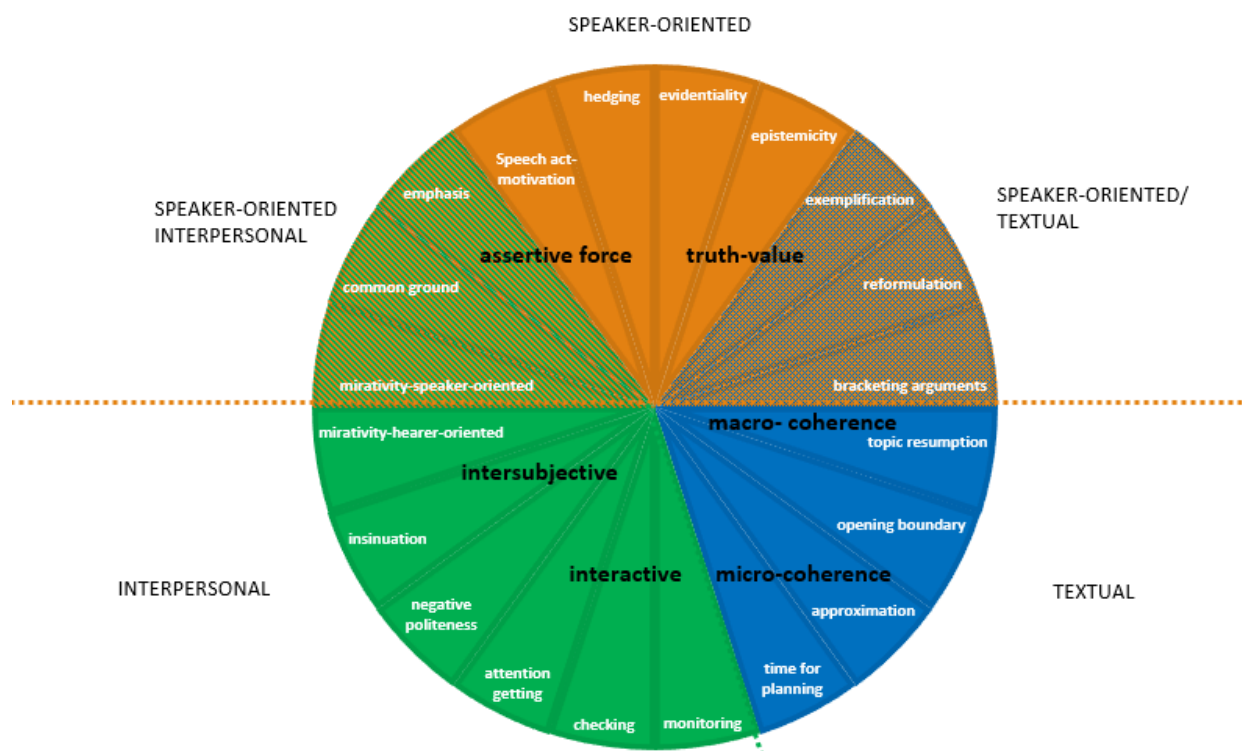 SPEAKER-ORIENTED
hedging
evidentiality
epistemicity
Speech act-
motivation
emphasis
exemplification
SPEAKER-ORIENTED
INTERPERSONAL
SPEAKER-ORIENTED/
TEXTUAL
assertive force
truth-value
common ground
reformulation
mirativity-speaker-oriented
bracketing arguments
mirativity-hearer-oriented
macro- coherence
topic resumption
intersubjective
insinuation
opening boundary
interactive
micro-coherence
INTERPERSONAL
TEXTUAL
negative
politeness
approximation
attention
getting
time for
planning
checking
monitoring